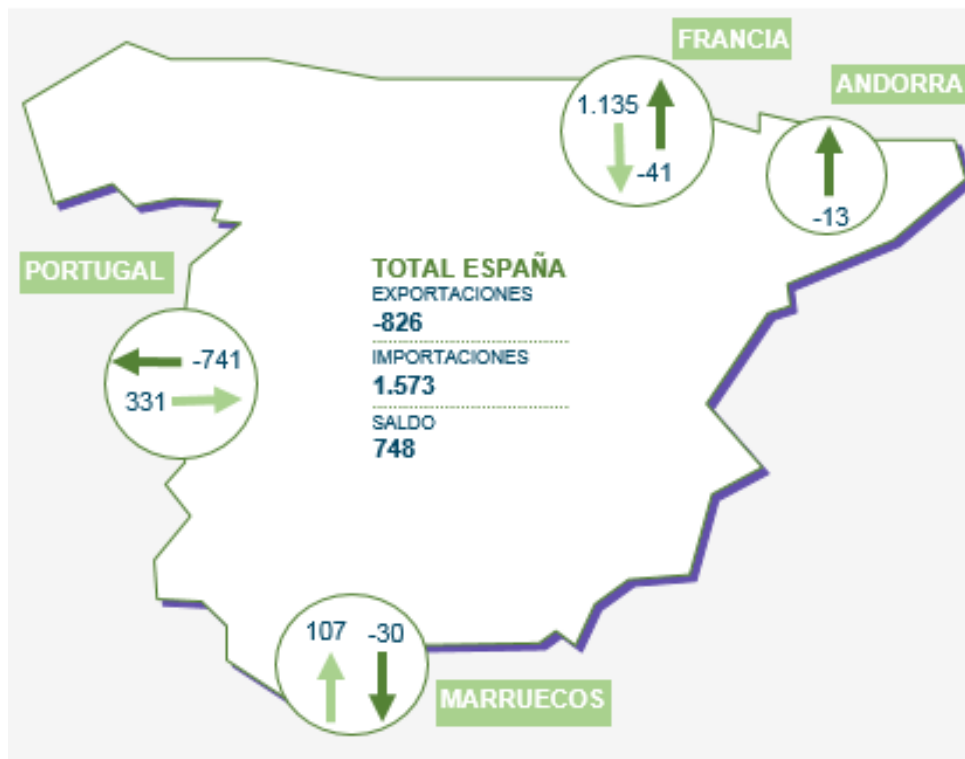 FRANCIA
1.135
-41
ANDORRA
-13
PORTUGAL
-741
331
TOTAL ESPAÑA
EXPORTACIONES
-826
IMPORTACIONES
1.573
SALDO
748
107 -30
MARRUECOS